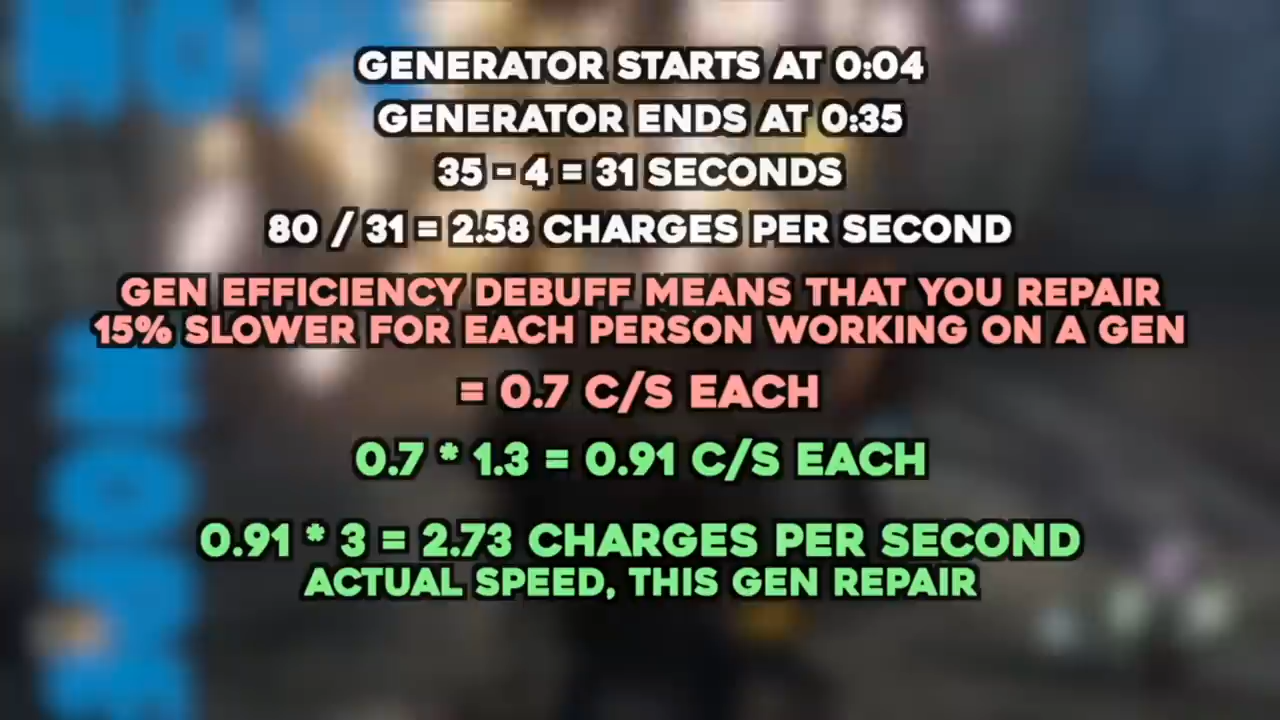 GENERATOR STARTS AT 0:04
GENERATOR ENDS AT 0:35
35 - 4 = 31 SECONDS
80 / 31 = 2.58 CHARGES PER SECOND
GEN EFFICIENCY DEBUFF MEANS THAT YOU REPAIR
15% SLOWER FOR EACH PERSON WORKING ON A GEN
= 0.7 C/S EACH
0.7 * 1.3 = 0.91 C/S EACH
0.91 * 3 = 2.73 CHARGES PER SECOND
ACTUAL SPEED, THIS GEN REPAIR